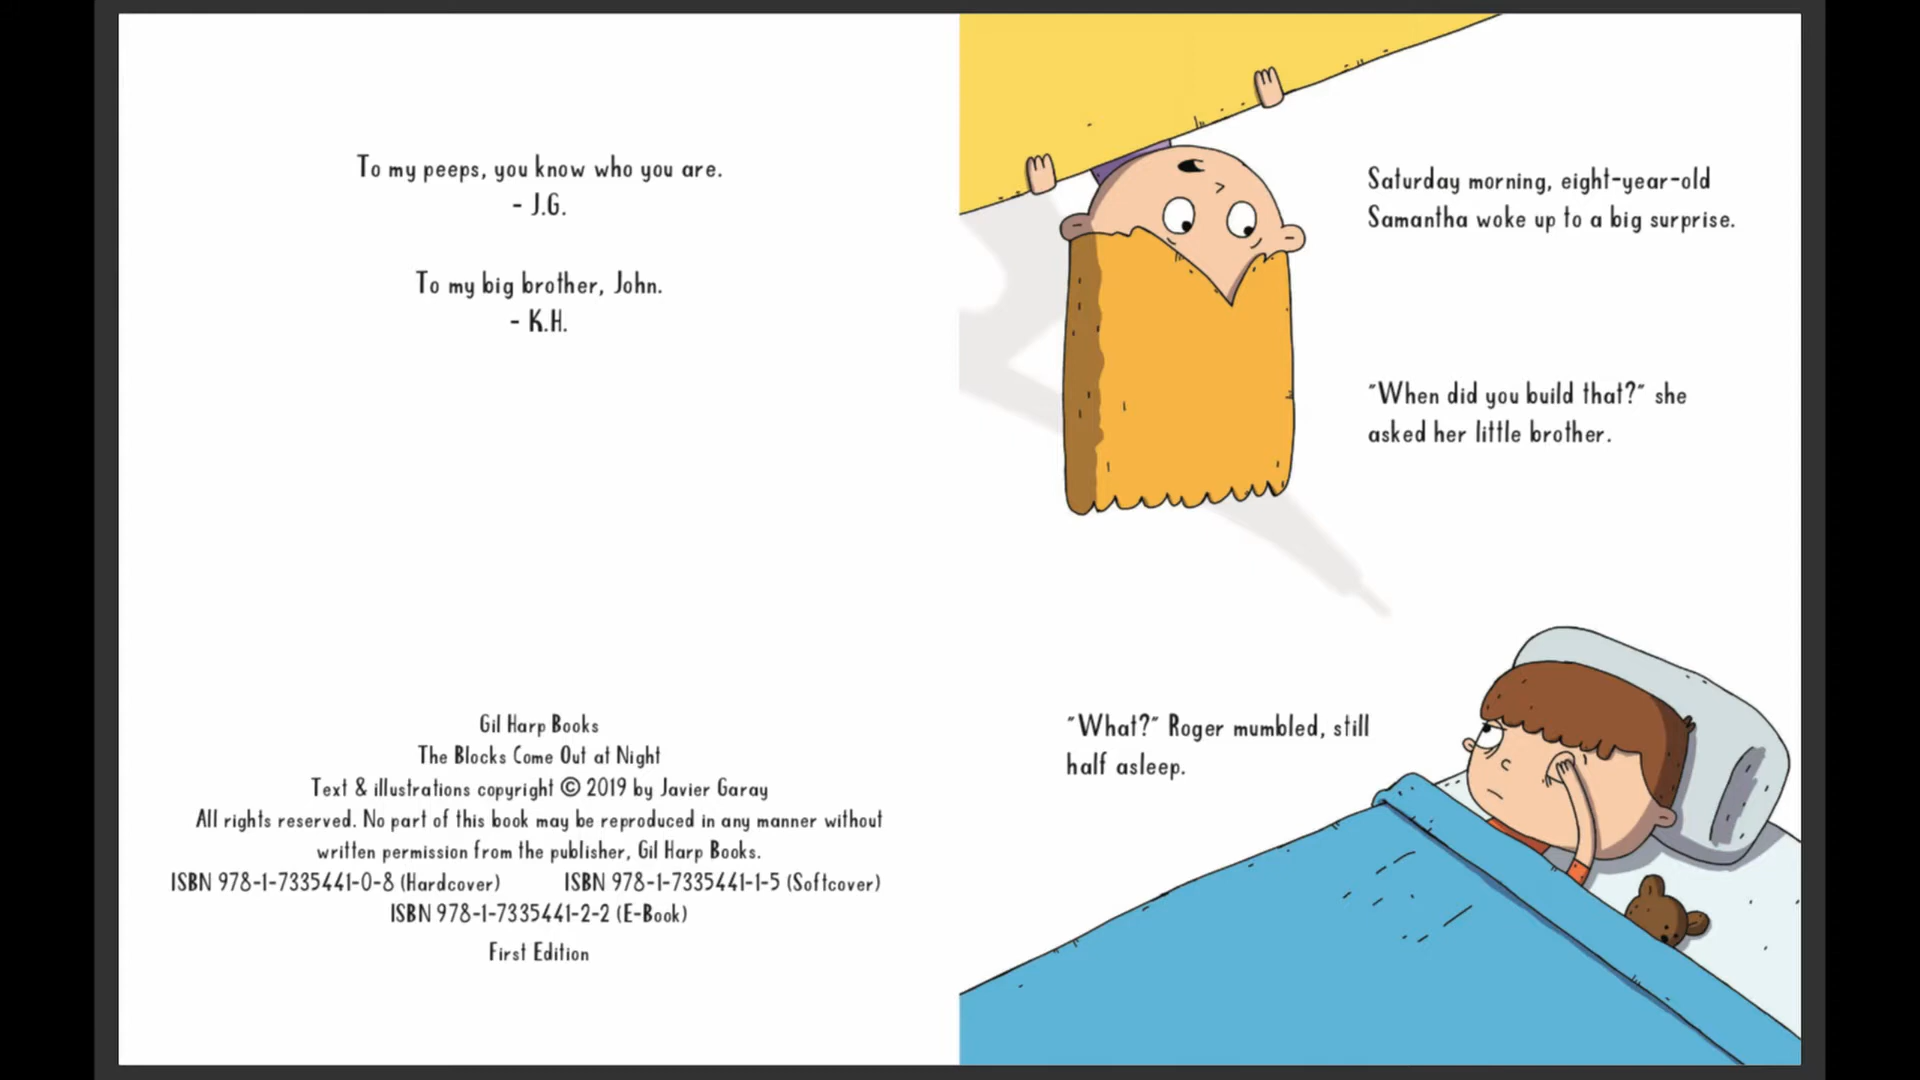 To my peeps, you know who you are.
- J.G.
To my big brother, John.
- K.H.
Gil Harp Books
The Blocks Come Out at Night
Text & illustrations copyright © 2019 by Javier Garay
All rights reserved. No part of this book may be reproduced in any manner without
written permission from the publisher, Gil Harp Books.
ISBN 978-1-7335441-0-8 (Hardcover) ISBN 978-1-7335441-1-5 (Softcover)
ISBN 978-1-7335441-2-2 (E-Book)
First Edition
Saturday morning, eight-year-old
Samantha woke up to a big surprise.
"When did you build that?" she
asked her little brother.
"What?" Roger mumbled, still
half asleep.